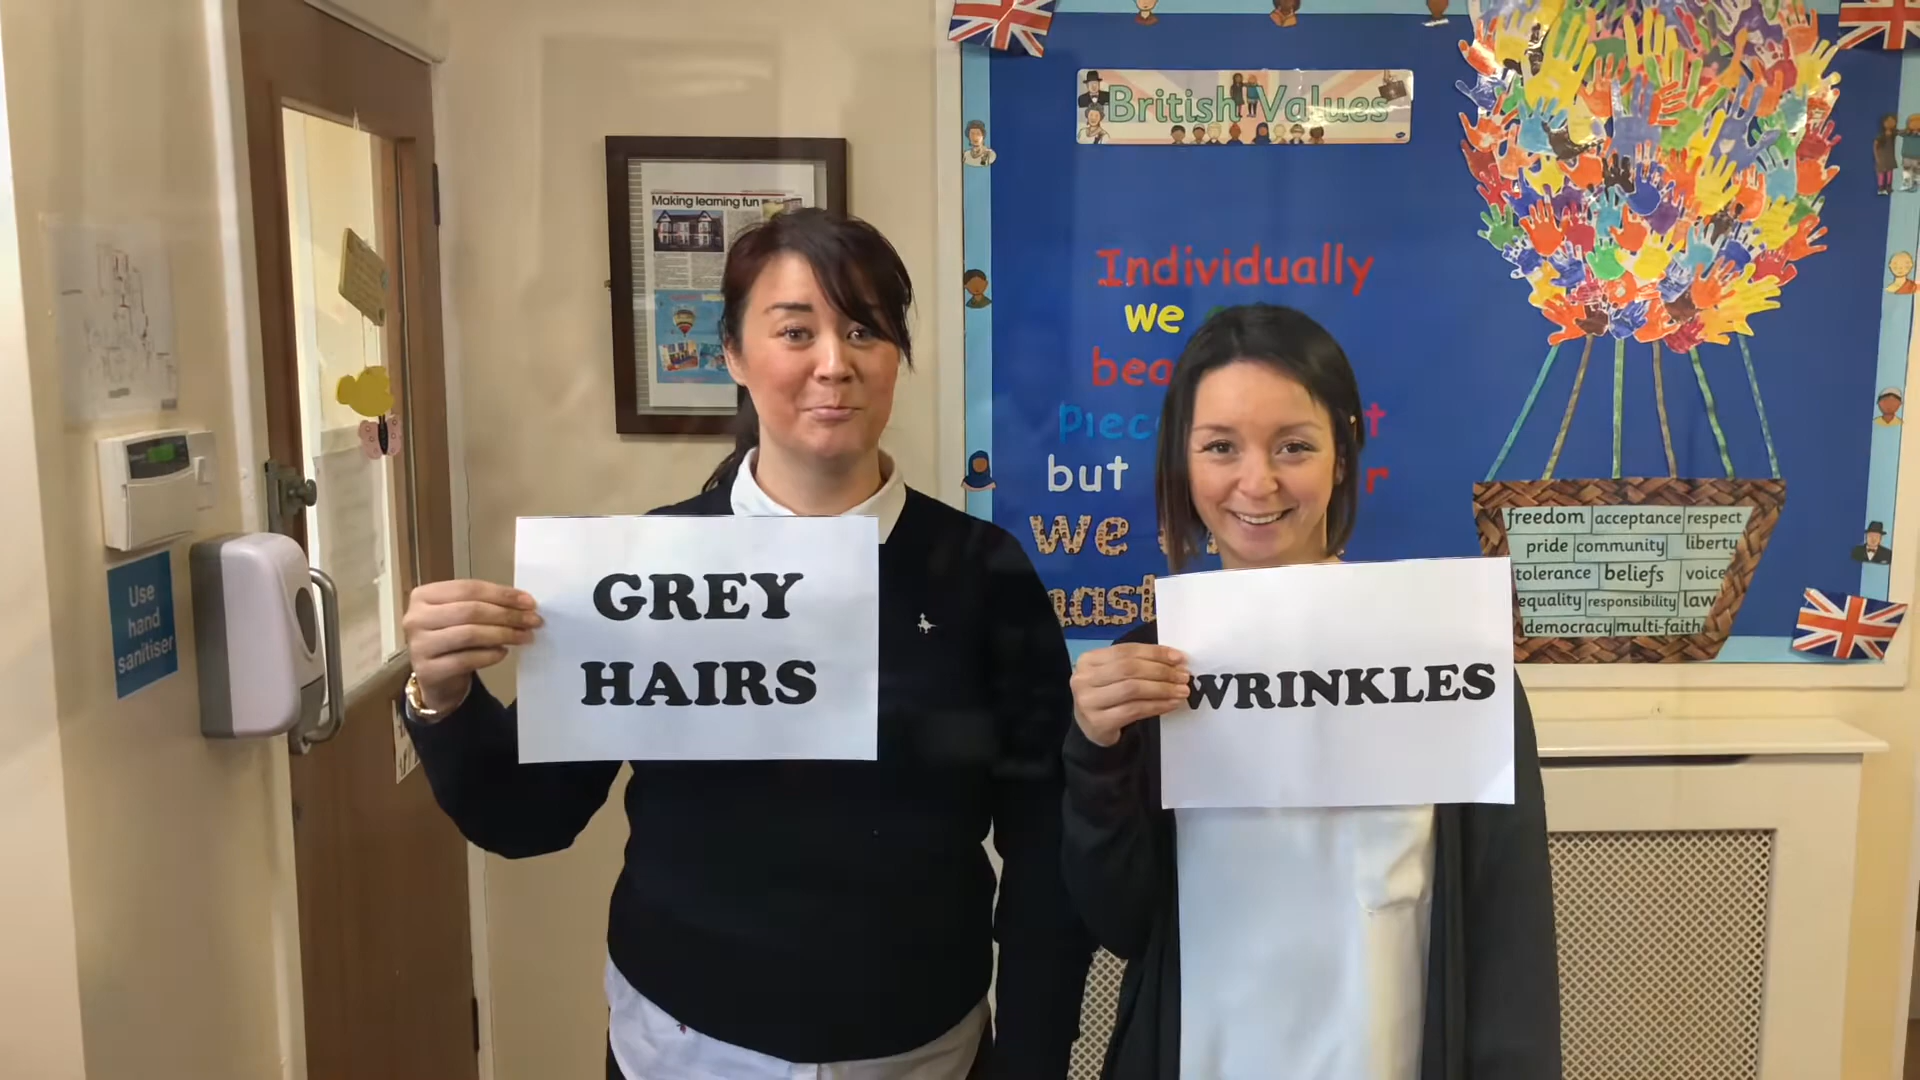 Use
hand
sanitiser
Making learning fun
GREY
HAIRS
British Values
Individually
we
but
we
WRINKLES
freedom acceptance respect
pride community liberty
tolerance beliefs voice
equality responsibility law
democracy multi-faith